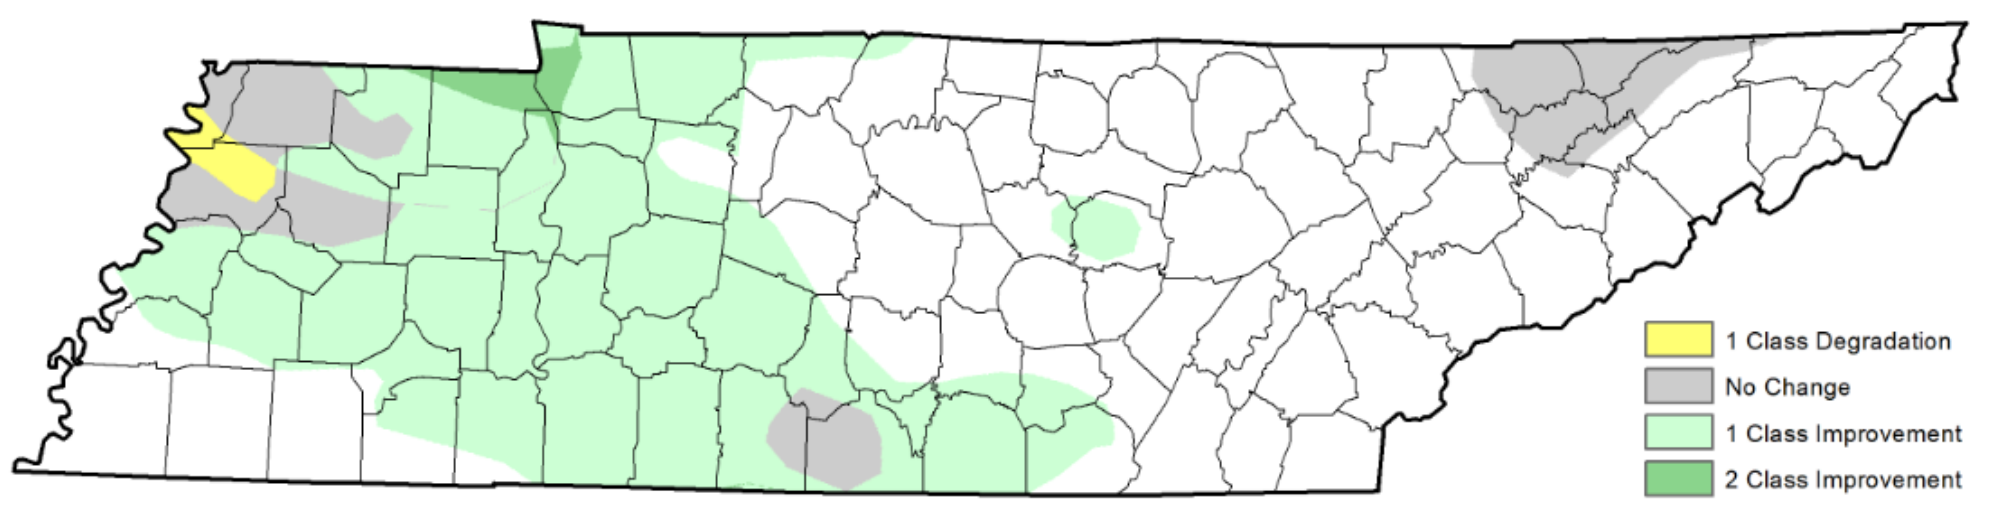 1 Class Degradation
No Change
1 Class Improvement
2 Class Improvement